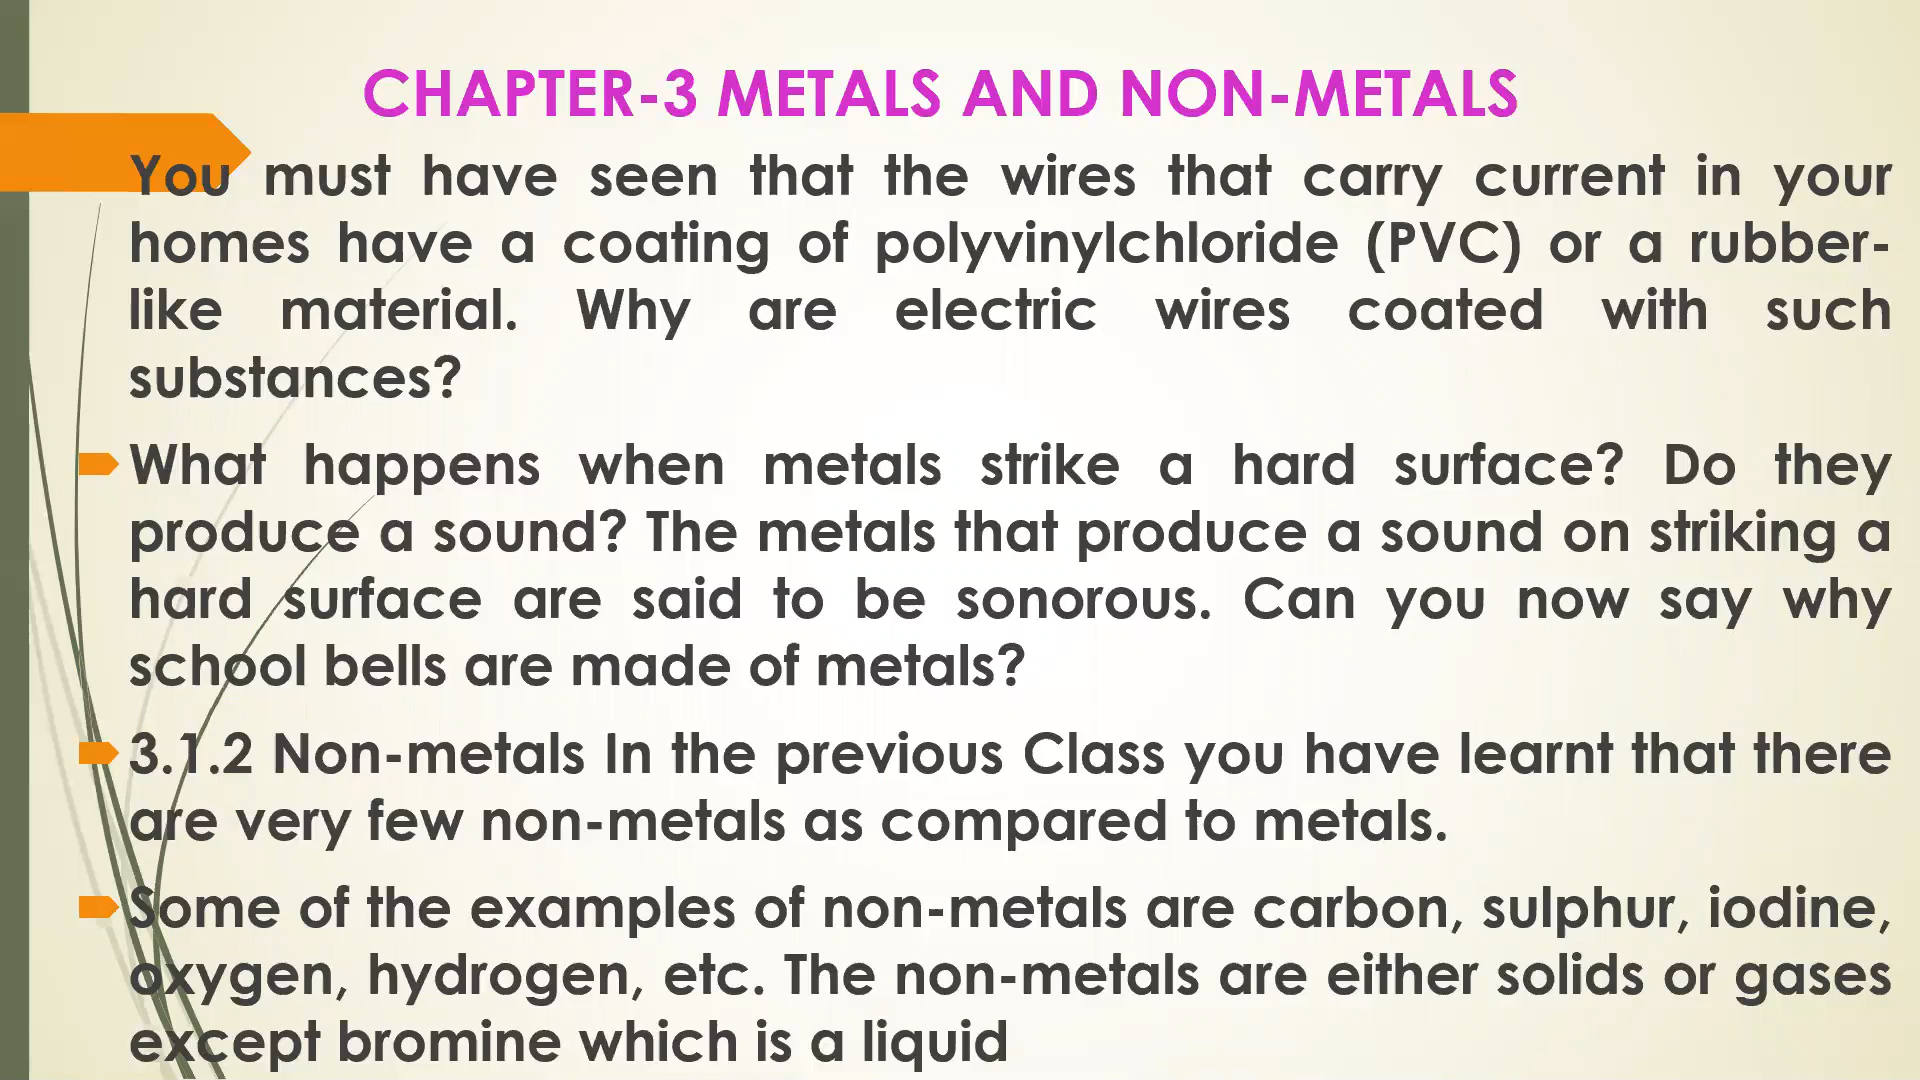 CHAPTER-3 METALS AND NON-METALS
You must have seen that the wires that carry current in your
homes have a coating of polyvinylchloride (PVC) or a rubber-
like material. Why are electric wires coated with such
substances?
What happens when metals strike a hard surface? Do they
produce a sound? The metals that produce a sound on striking a
hard surface are said to be sonorous. Can you now say why
school bells are made of metals?
3.1.2 Non-metals In the previous Class you have learnt that there
are very few non-metals as compared to metals.
Some of the examples of non-metals are carbon, sulphur, iodine,
oxygen, hydrogen, etc. The non-metals are either solids or gases
except bromine which is a liquid